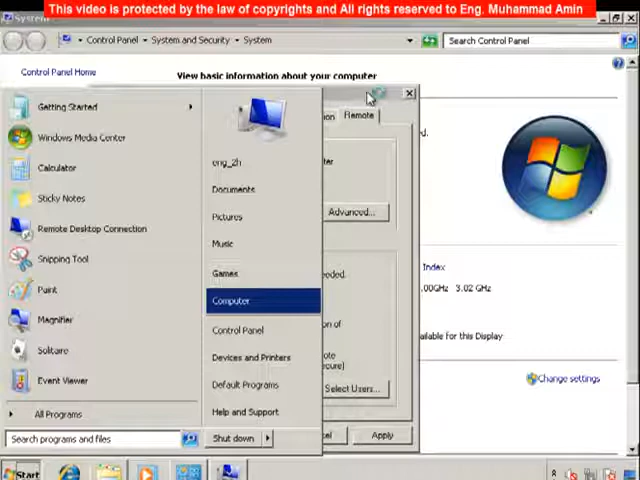 This video is protected by the law of copyrights and All rights reserved to Eng. Muhammad Amin
System
Control Panel
System and Security
System
Search Control Panel
Control Panel Home
View basic information about your computer
Getting Started
Windows Media Center
Calculator
Sticky Notes
Remote Desktop Connection
Snipping Tool
Paint
Magnifier
Solitaire
Event Viewer
All Programs
Search programs and files
eng_2h
Documents
Pictures
Music
Games
Computer
Control Panel
Devices and Printers
Default Programs
Help and Support
Shut down
Remote
Advanced...
Select Users...
Apply
Index
.00GHz 3.02 GHz
ailable for this Display
Change settings
Start